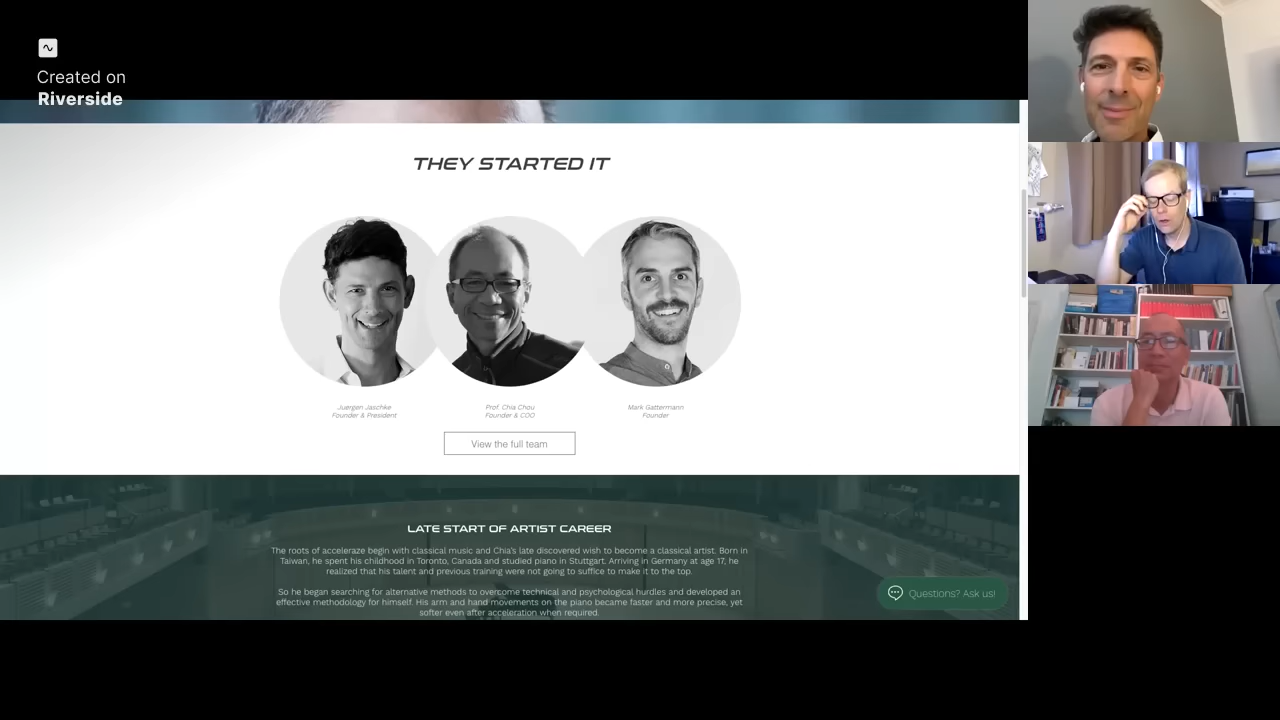 Created on
Riverside
THEY STARTED IT
Juergen Jaschke
Founder & President
Prof. Chia Chou
Founder & COO
Mark Gattermann
Founder
View the full team
LATE START OF ARTIST CAREER
The roots of acceleraze begin with classical music and Chia's late discovered wish to become a classical artist. Born in
Taiwan, he spent his childhood in Toronto, Canada and studied piano in Stuttgart. Arriving in Germany at age 17, he
realized that his talent and previous training were not going to suffice to make it to the top.
So he began searching for alternative methods to overcome technical and psychological hurdles and developed an
effective methodology for himself. His arm and hand movements on the piano became faster and more precise, yet
softer even after acceleration when required.
Questions? Ask us!